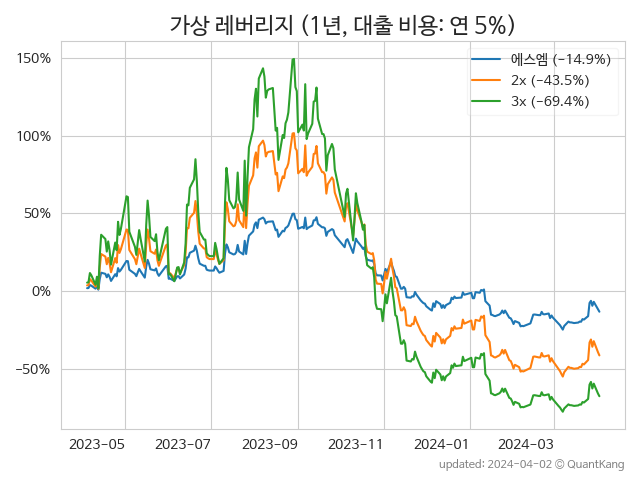 가상 레버리지 (1년, 대출 비용: 연 5%)
150%
100%
50%
0%
−50%
에스엠 (−14.9%)
2x (−43.5%)
3x (−69.4%)
2023−05 2023−07 2023−09 2023−11 2024−01 2024−03
updated: 2024−04−02 © QuantKang